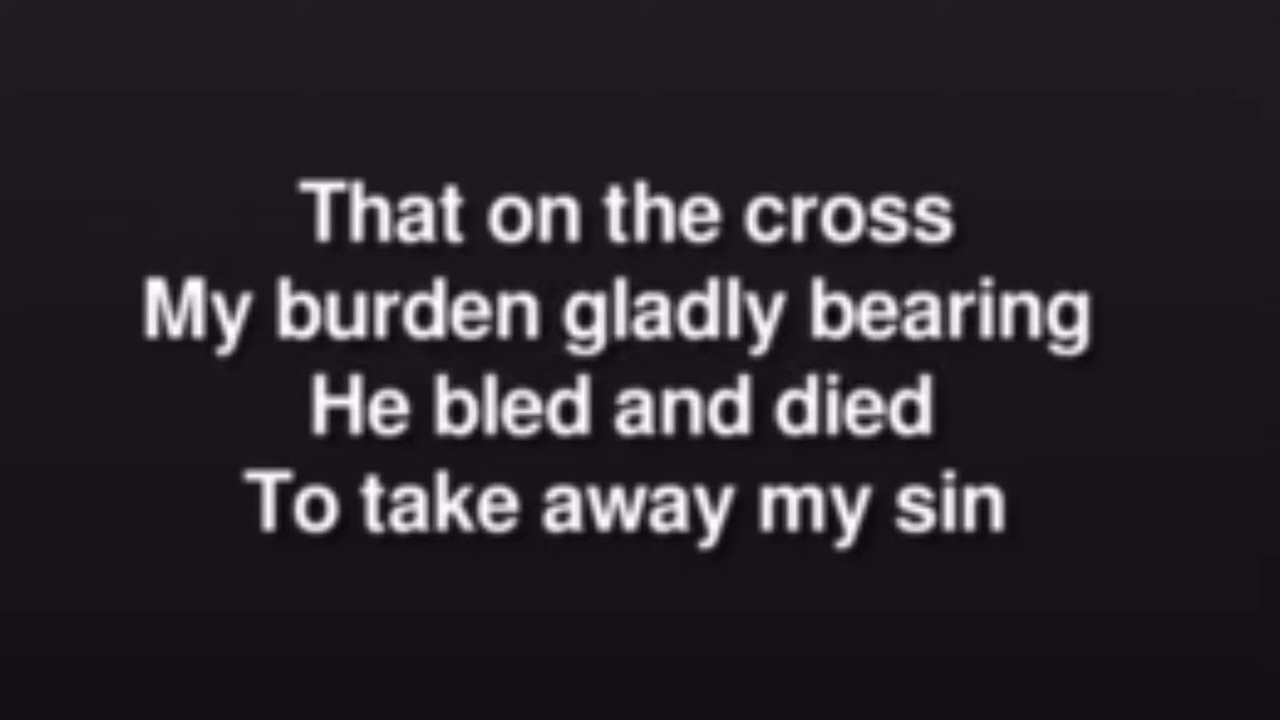 That on the cross
My burden gladly bearing
He bled and died
To take away my sin